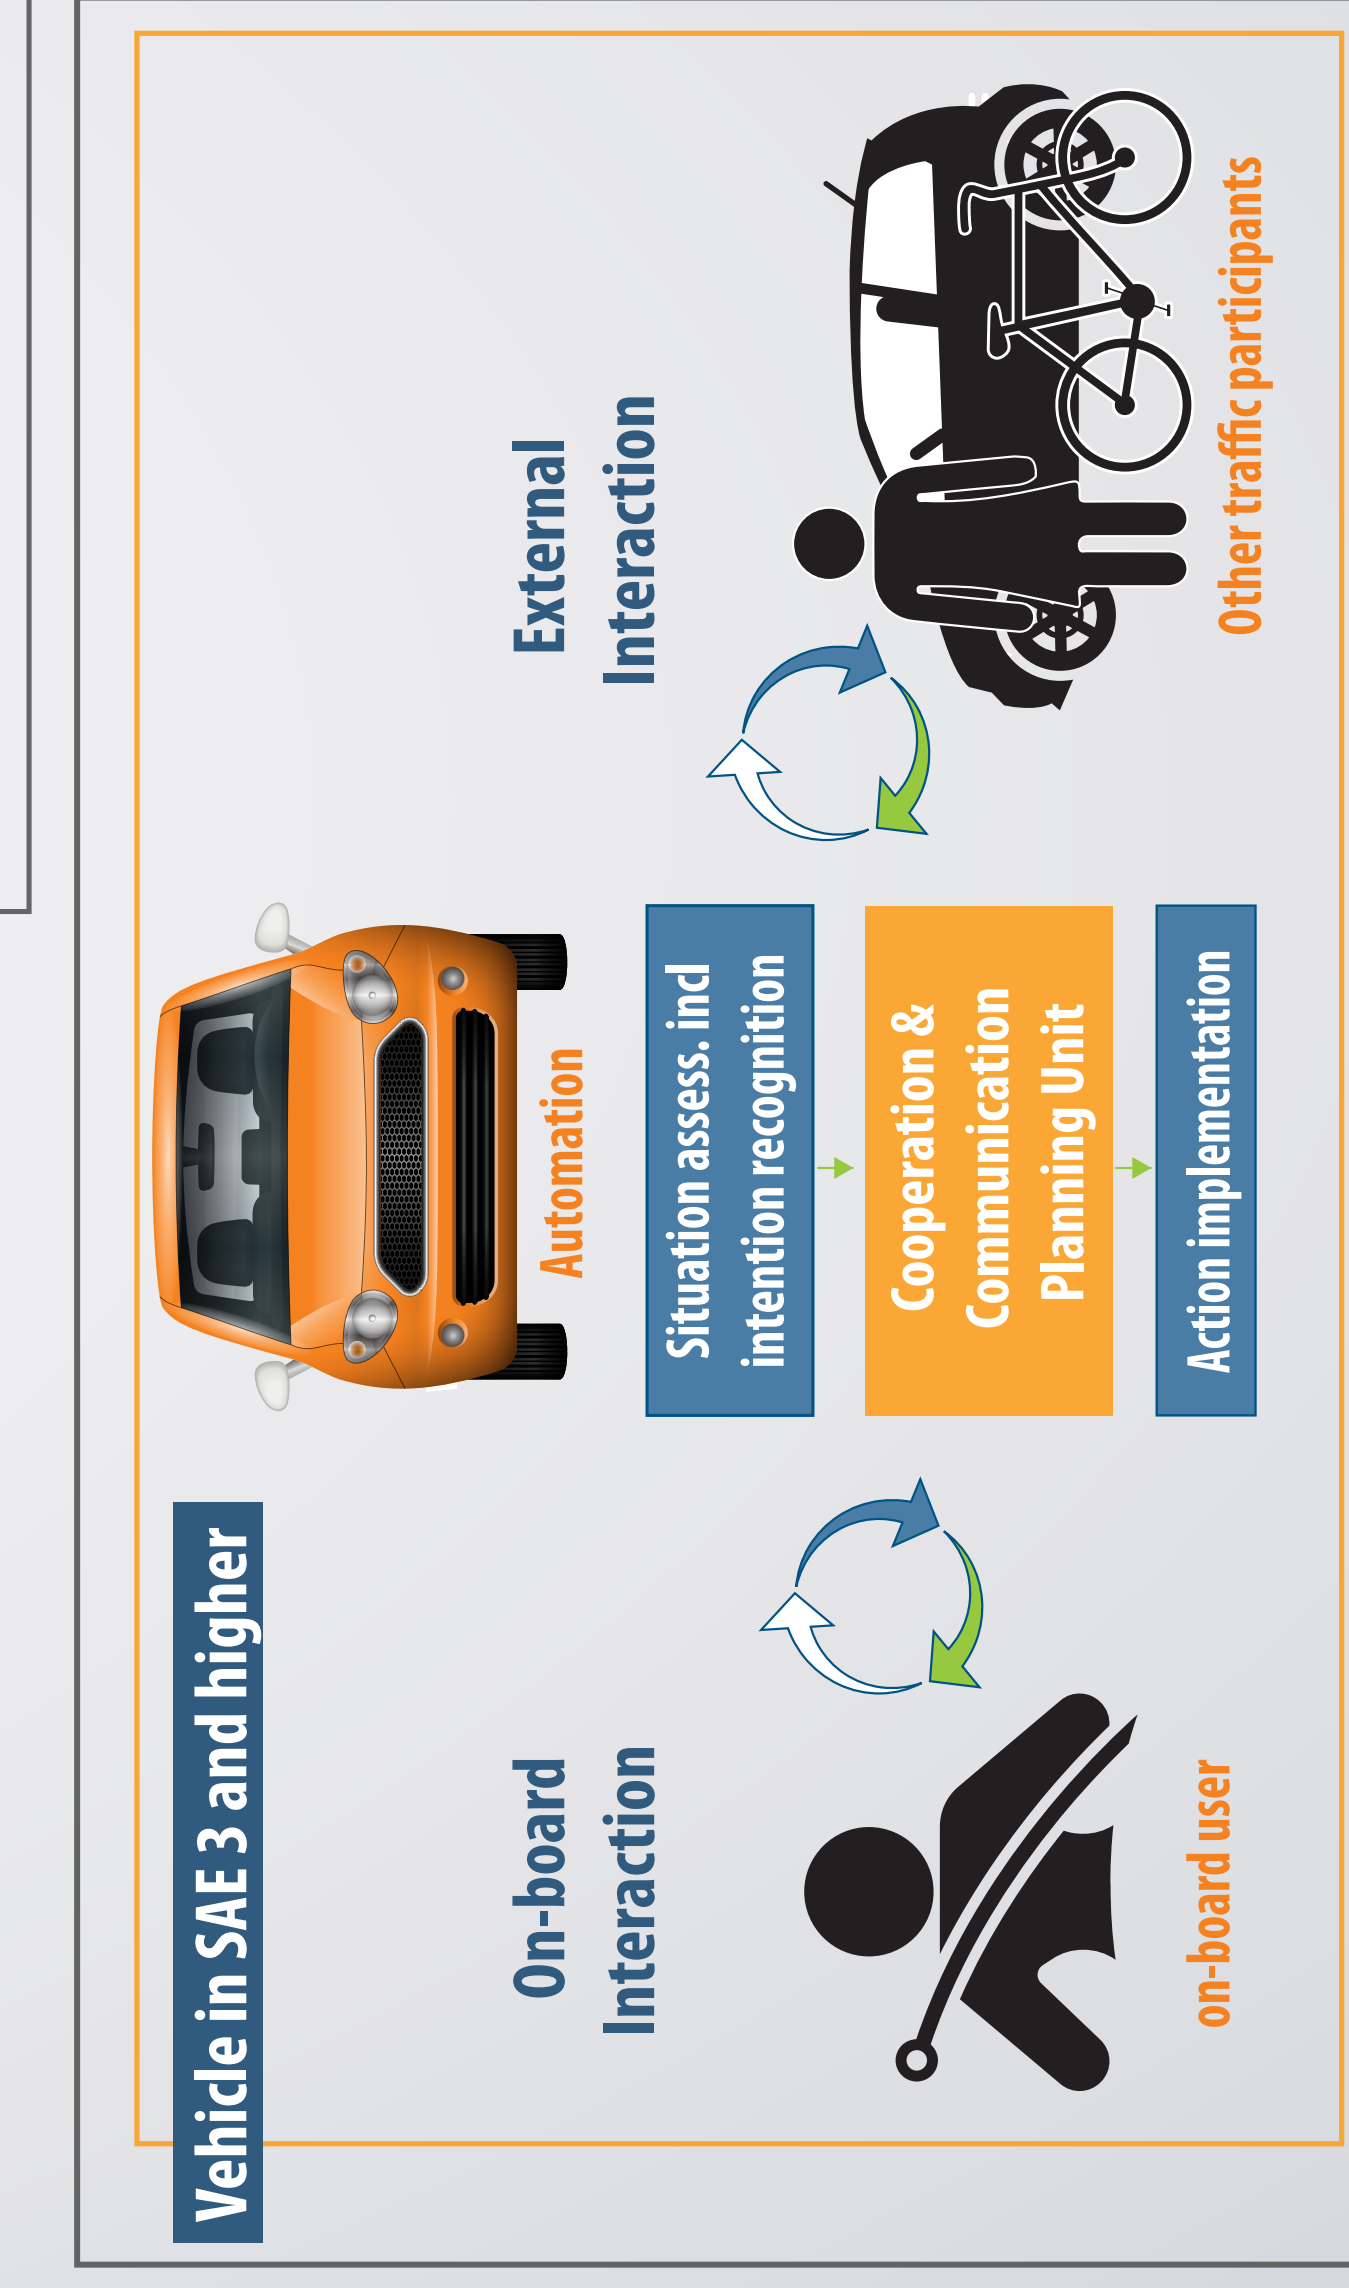 Vehicle in SAE 3 and higher
On-board
Interaction
on-board user
Automation
Situation assess. incl
intention recognition
Cooperation &
Communication
Planning Unit
Action implementation
External
Interaction
Other traffic participants